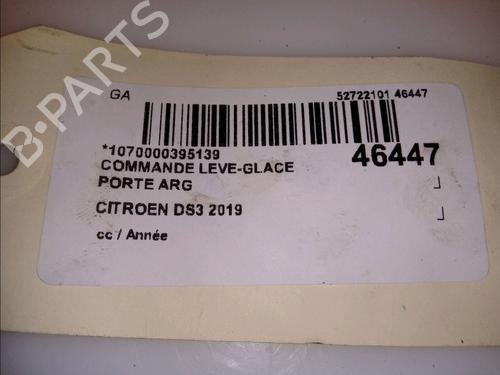 GA
52722101 46447
*1070000395139
46447
COMMANDE LEVE-GLACE
PORTE ARG
CITROEN DS3 2019
cc / Année
B-PARTS